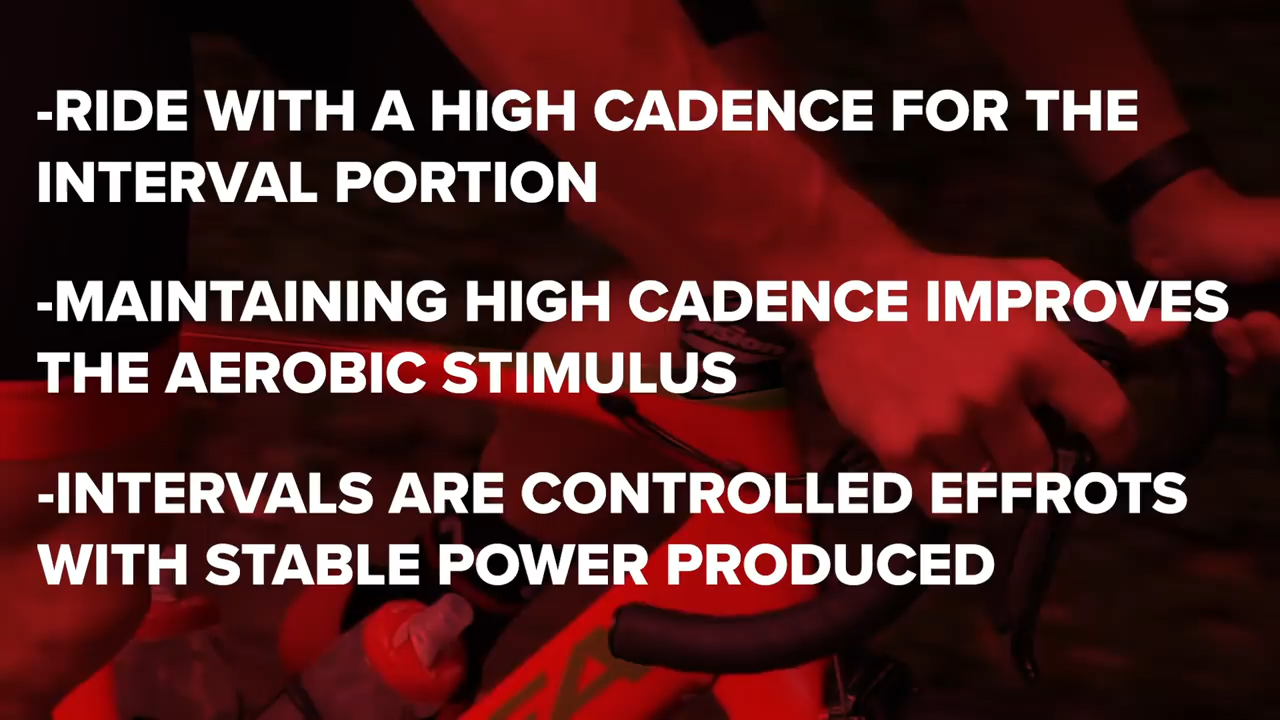 -RIDE WITH A HIGH CADENCE FOR THE
INTERVAL PORTION
-MAINTAINING HIGH CADENCE IMPROVES
THE AEROBIC STIMULUS
-INTERVALS ARE CONTROLLED EFFROTS
WITH STABLE POWER PRODUCED